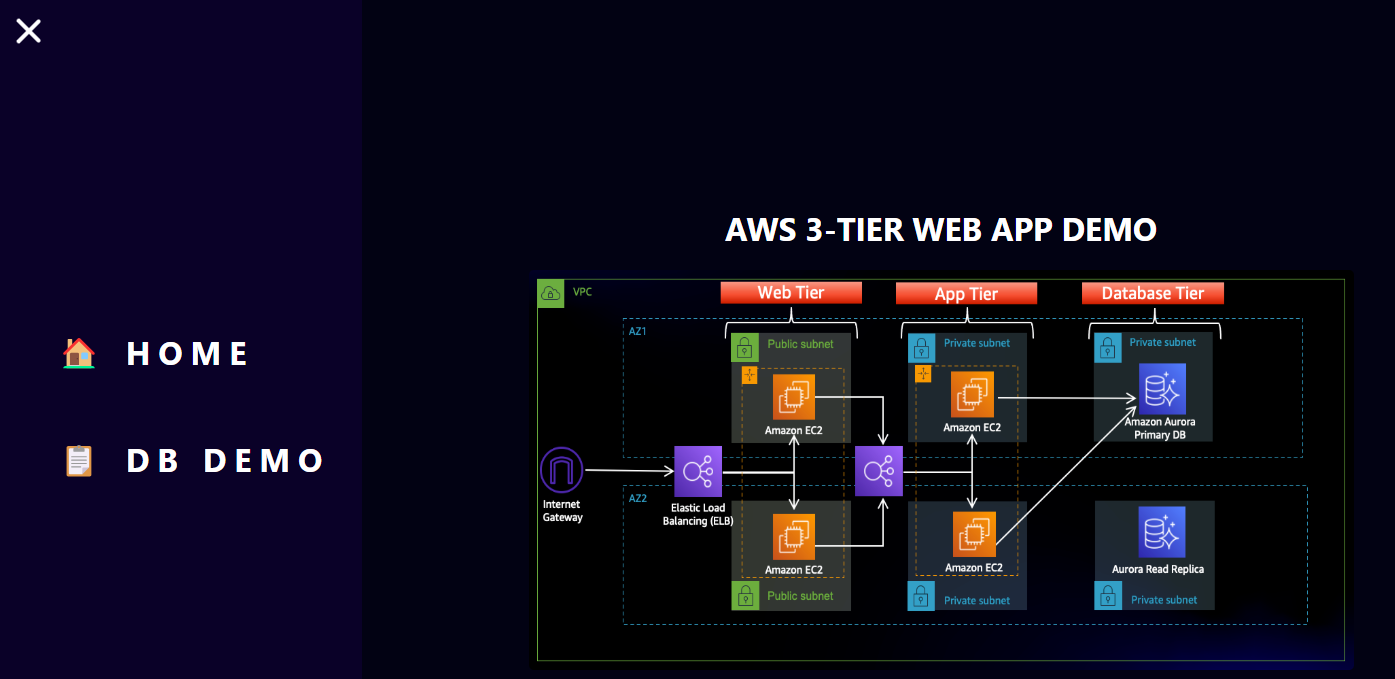 HOME
DB DEMO
AWS 3-TIER WEB APP DEMO
VPC
Web Tier
App Tier
Database Tier
AZ1
Public subnet
Private subnet
Private subnet
Amazon EC2
Amazon EC2
Amazon Aurora
Primary DB
Internet
Gateway
Elastic Load
Balancing (ELB)
AZ2
Amazon EC2
Amazon EC2
Aurora Read Replica
Public subnet
Private subnet
Private subnet